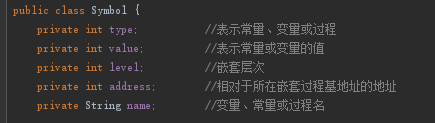 public class Symbol {
private int type; //表示常量、变量或过程
private int value; //表示常量或变量的值
private int level; //嵌套层次
private int address; //相对于所在嵌套过程基地址的地址
private String name; //变量、常量或过程名